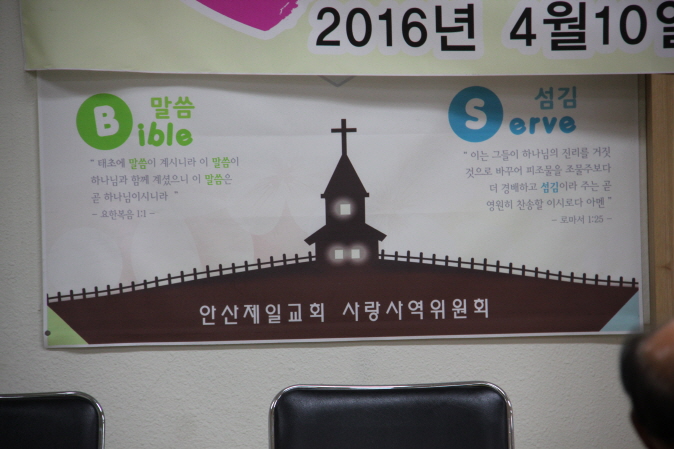 2016년 4월10일
말씀
Bible
" 태초에 말씀이 계시니라 이 말씀이
하나님과 함께 계셨으니 이 말씀은
곧 하나님이시니라 "
- 요한복음 1:1 -
섬김
Serve
" 이는 그들이 하나님의 진리를 거짓
것으로 바꾸어 피조물을 조물주보다
더 경배하고 섬김이라 주는 곧
영원히 찬송할 이시로다 아멘 "
- 로마서 1:25 -
안산제일교회 사랑사역위원회